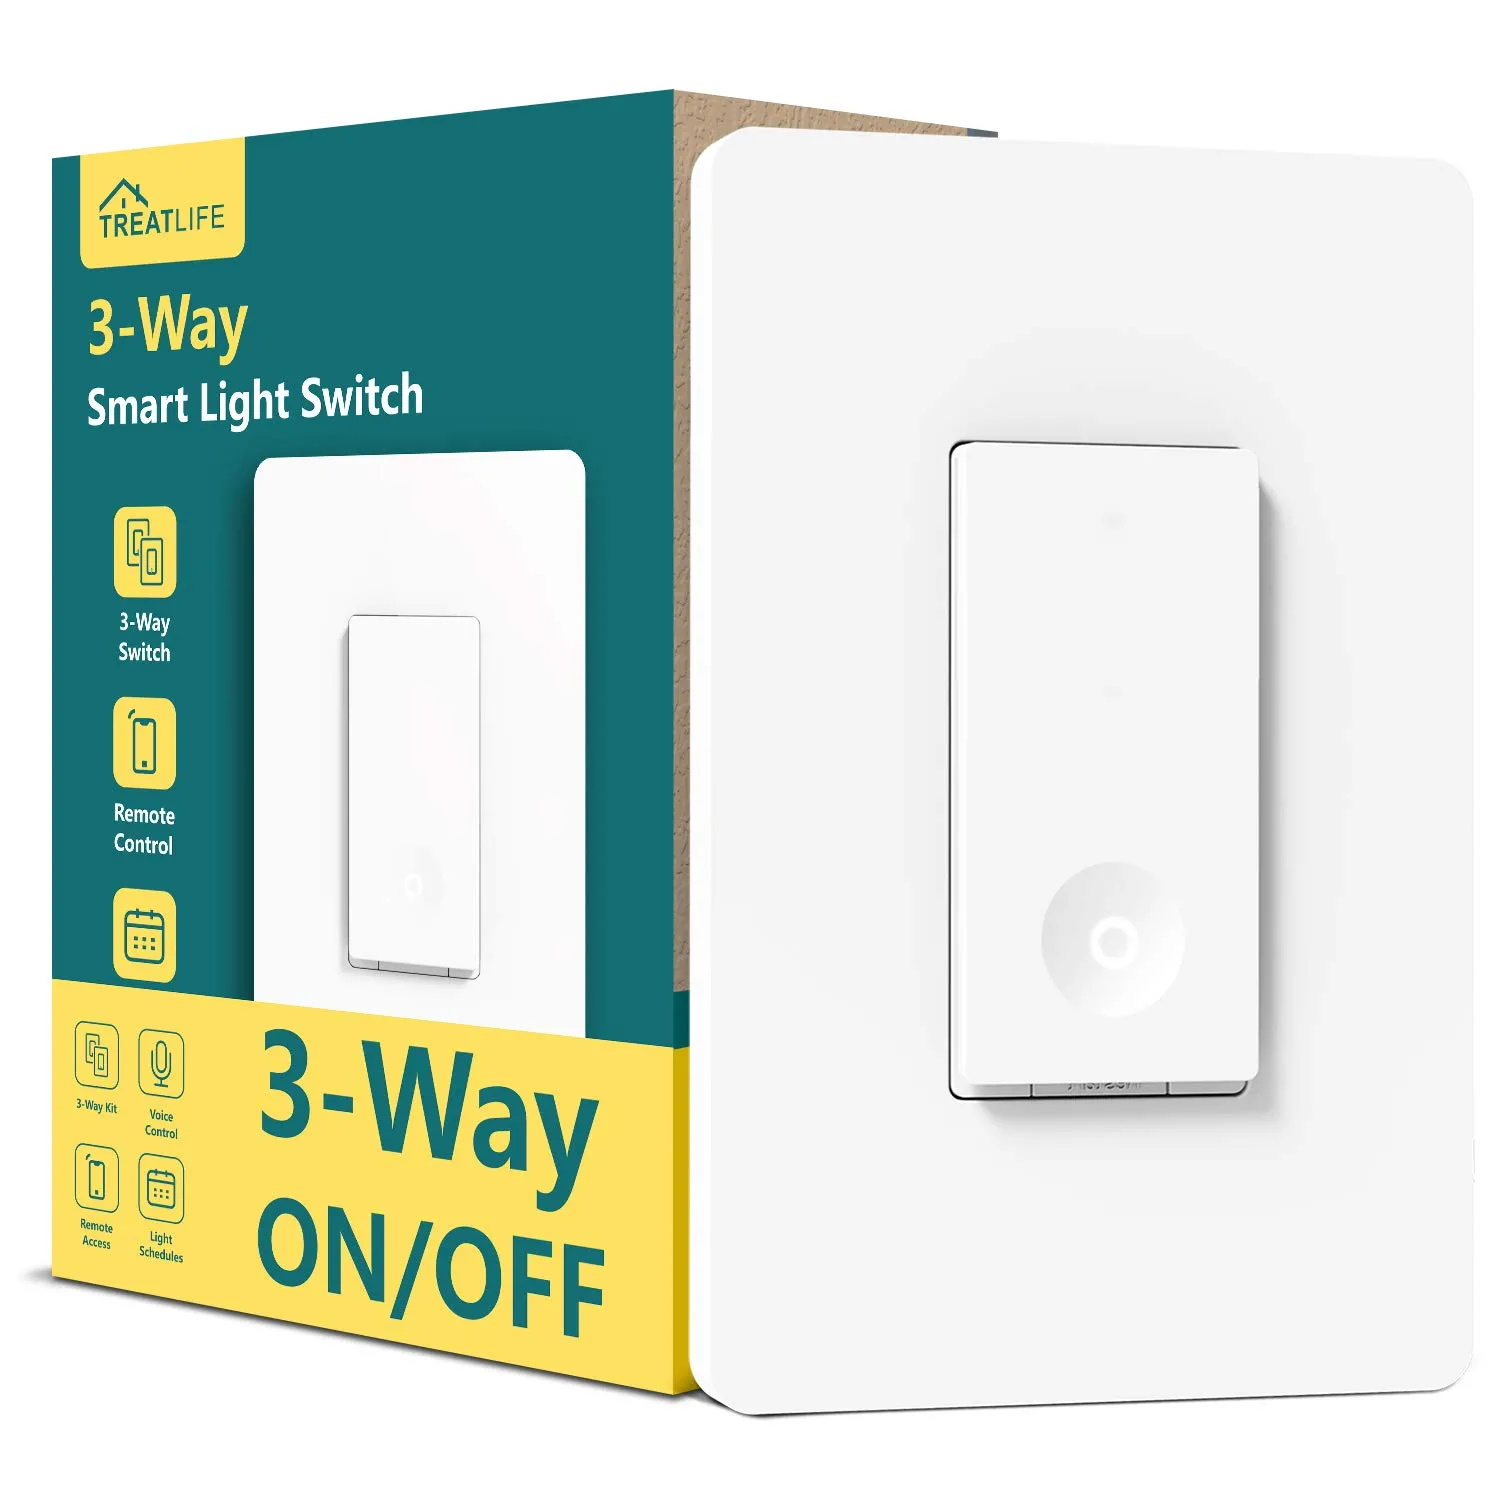 TREATLIFE
3-Way
Smart Light Switch
3-Way
Switch
Remote
Control
3-Way Kit
Voice
Control
Remote
Access
Light
Schedules
3-Way
ON/OFF